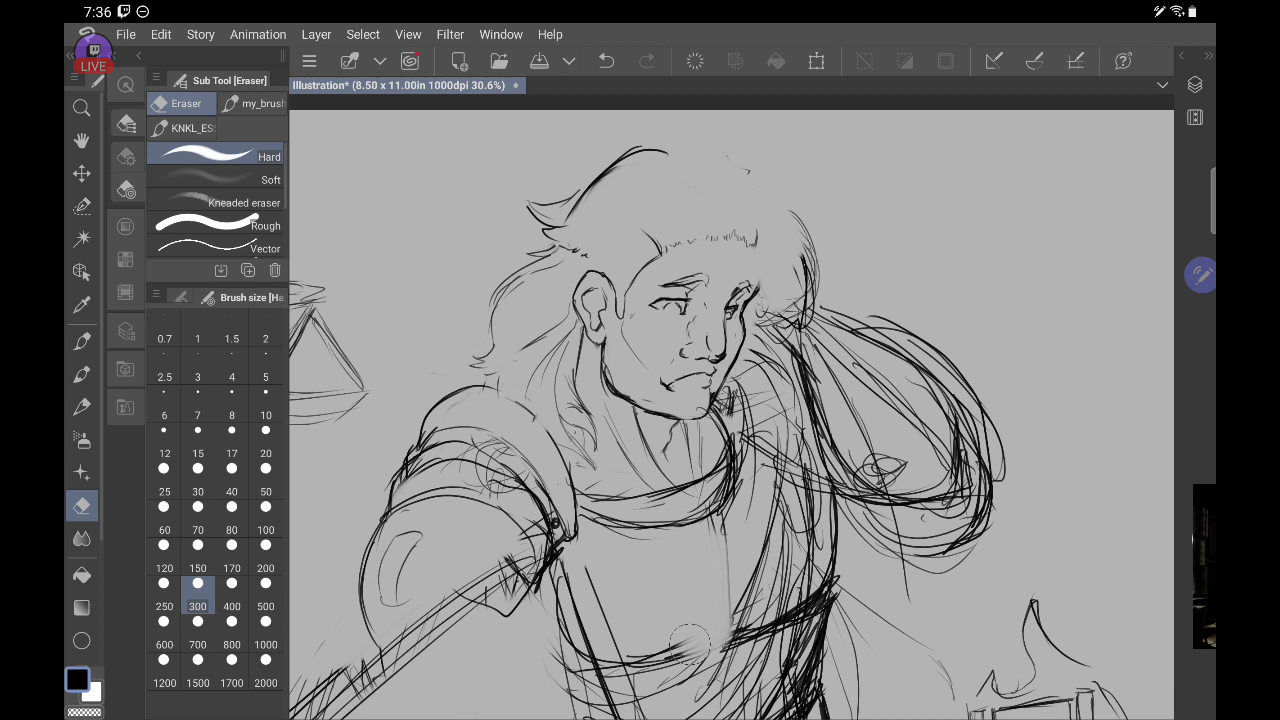 7:36
File Edit Story Animation Layer Select View Filter Window Help
LIVE
Sub Tool [Eraser]
Illustration* (8.50 x 11.00in 1000dpi 30.6%)
Eraser my_brush
KNKL_ES
Hard
Soft
Kneaded eraser
Rough
Vector
Brush size [Ha
0.7 1 1.5 2
2.5 3 4 5
6 7 8 10
12 15 17 20
25 30 40 50
60 70 80 100
120 150 170 200
250 300 400 500
600 700 800 1000
1200 1500 1700 2000